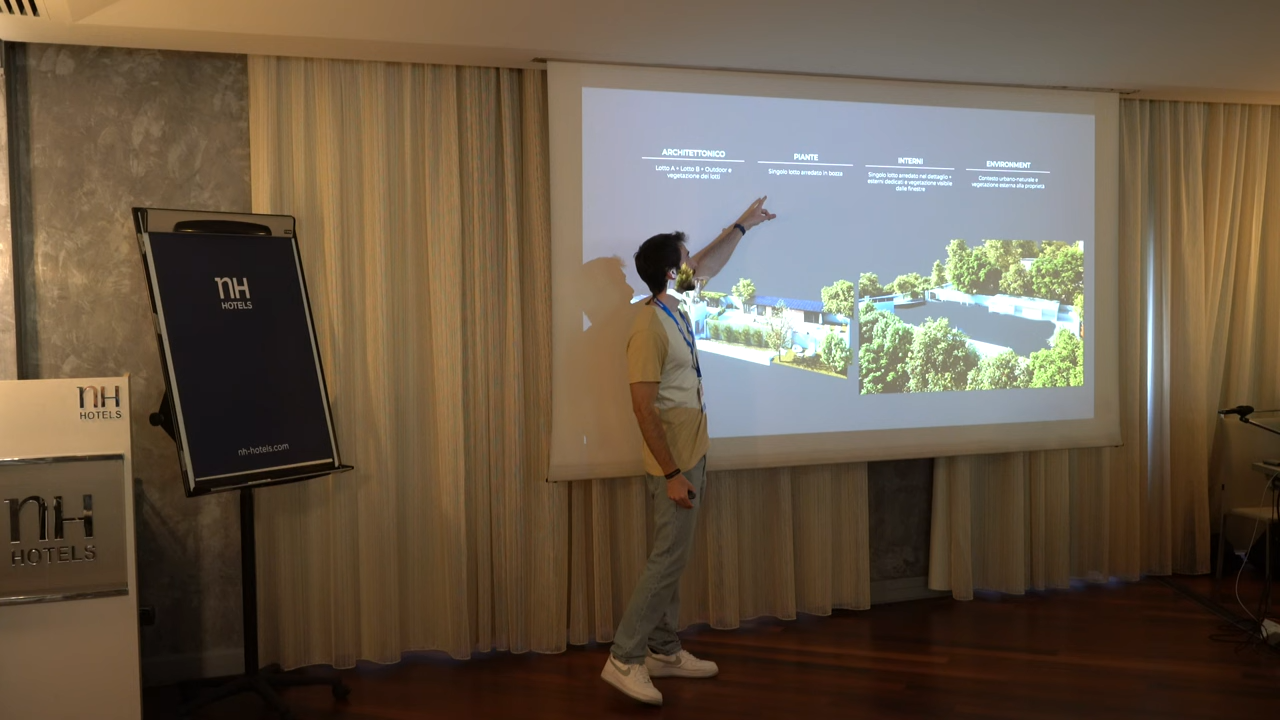 nH
HOTELS
nh-hotels.com
nH
HOTELS
nH
HOTELS
ARCHITETTONICO
Lotto A + Lotto B + Outdoor e
vegetazione dei lotti
PIANTE
Singolo lotto arredato in bozza
INTERNI
Singolo lotto arredato nel dettaglio +
esterni dedicati e vegetazione visibile
dalle finestre
ENVIRONMENT
Contesto urbano-naturale e
vegetazione esterna alla proprietà